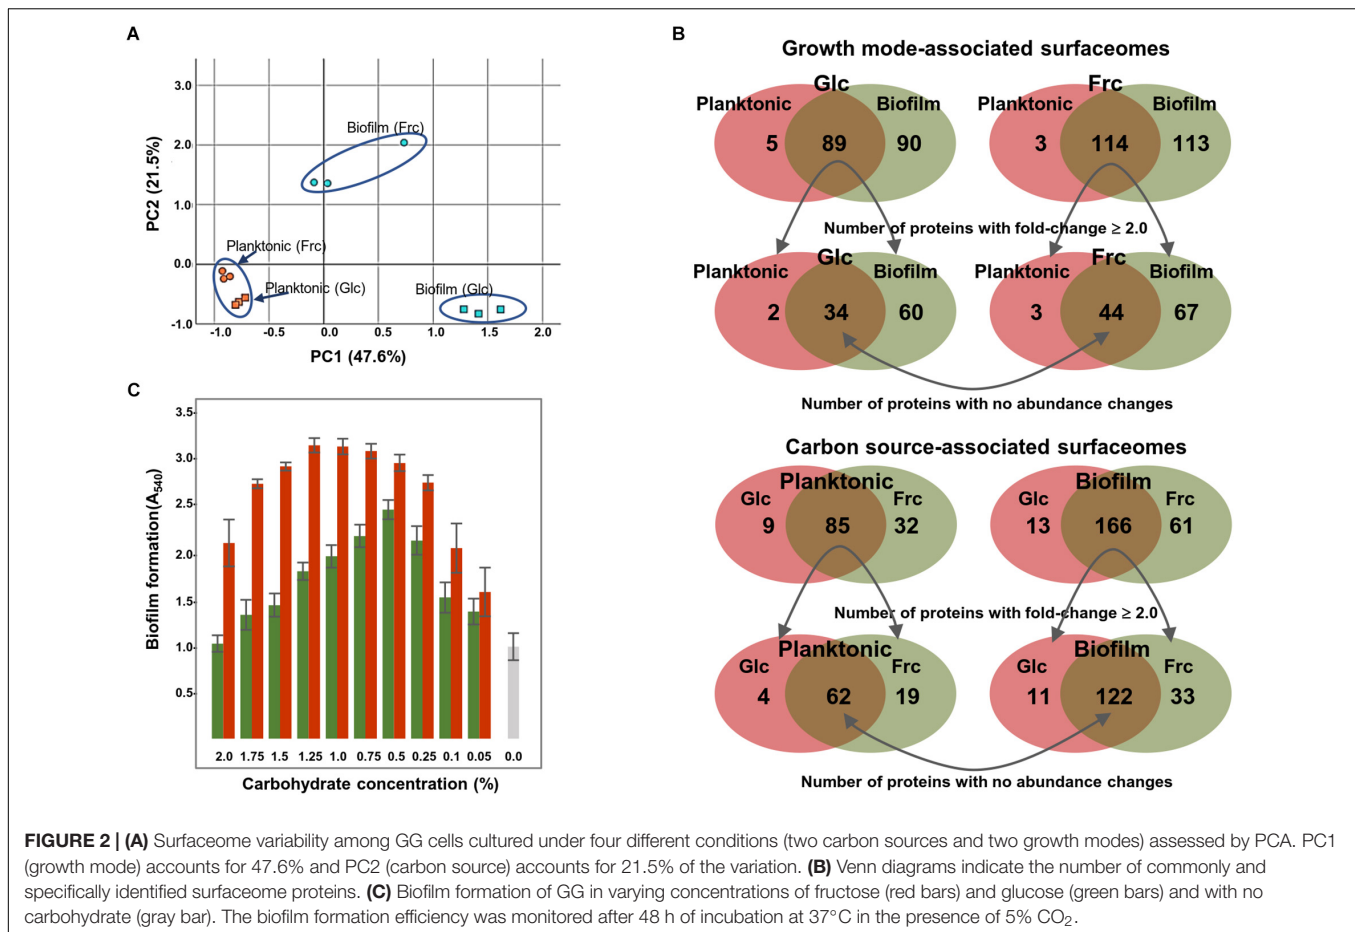 A
3.0
2.0
1.0
0.0
-1.0
PC2 (21.5%)
Biofilm (Frc)
Planktonic (Frc)
Planktonic (Glc)
Biofilm (Glc)
-1.0 -0.5 0.0 0.5 1.0 1.5 2.0
PC1 (47.6%)
B
Growth mode-associated surfaceomes
Glc
Planktonic Biofilm
5 89 90
Frc
Planktonic Biofilm
3 114 113
Number of proteins with fold-change ≥ 2.0
Glc
Planktonic Biofilm
2 34 60
Frc
Planktonic Biofilm
3 44 67
Number of proteins with no abundance changes
Carbon source-associated surfaceomes
Planktonic
Glc Frc
9 85 32
Biofilm
Glc Frc
13 166 61
Number of proteins with fold-change ≥ 2.0
Planktonic
Glc Frc
4 62 19
Biofilm
Glc Frc
11 122 33
Number of proteins with no abundance changes
C
3.5
3.0
2.5
2.0
1.5
1.0
0.5
Biofilm formation(A540)
2.0 1.75 1.5 1.25 1.0 0.75 0.5 0.25 0.1 0.05 0.0
Carbohydrate concentration (%)
FIGURE 2 | (A) Surfaceome variability among GG cells cultured under four different conditions (two carbon sources and two growth modes) assessed by PCA. PC1
(growth mode) accounts for 47.6% and PC2 (carbon source) accounts for 21.5% of the variation. (B) Venn diagrams indicate the number of commonly and
specifically identified surfaceome proteins. (C) Biofilm formation of GG in varying concentrations of fructose (red bars) and glucose (green bars) and with no
carbohydrate (gray bar). The biofilm formation efficiency was monitored after 48 h of incubation at 37°C in the presence of 5% CO2.